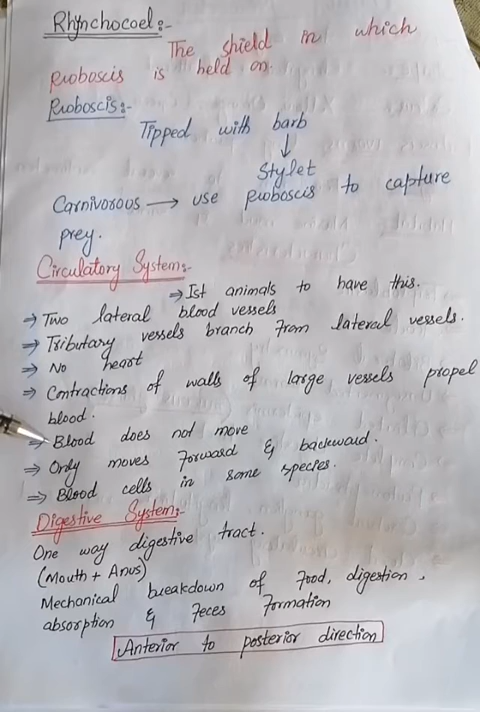 Rhynchocoel:-
The shield in which
proboscis is held on.
Proboscis:-
Tipped with barb
↓
Stylet
Carnivorous → use proboscis to capture
prey.
Circulatory System:-
⇒ Ist animals to have this.
⇒ Two lateral blood vessels
⇒ Tributary vessels branch from lateral vessels.
⇒ No heart
⇒ Contractions of walls of large vessels propel
blood.
⇒ Blood does not move
⇒ Only moves forward & backward.
⇒ Blood cells in some species.
Digestive System:-
One way digestive tract.
(Mouth + Anus)
Mechanical breakdown of food, digestion,
absorption & feces formation
Anterior to posterior direction